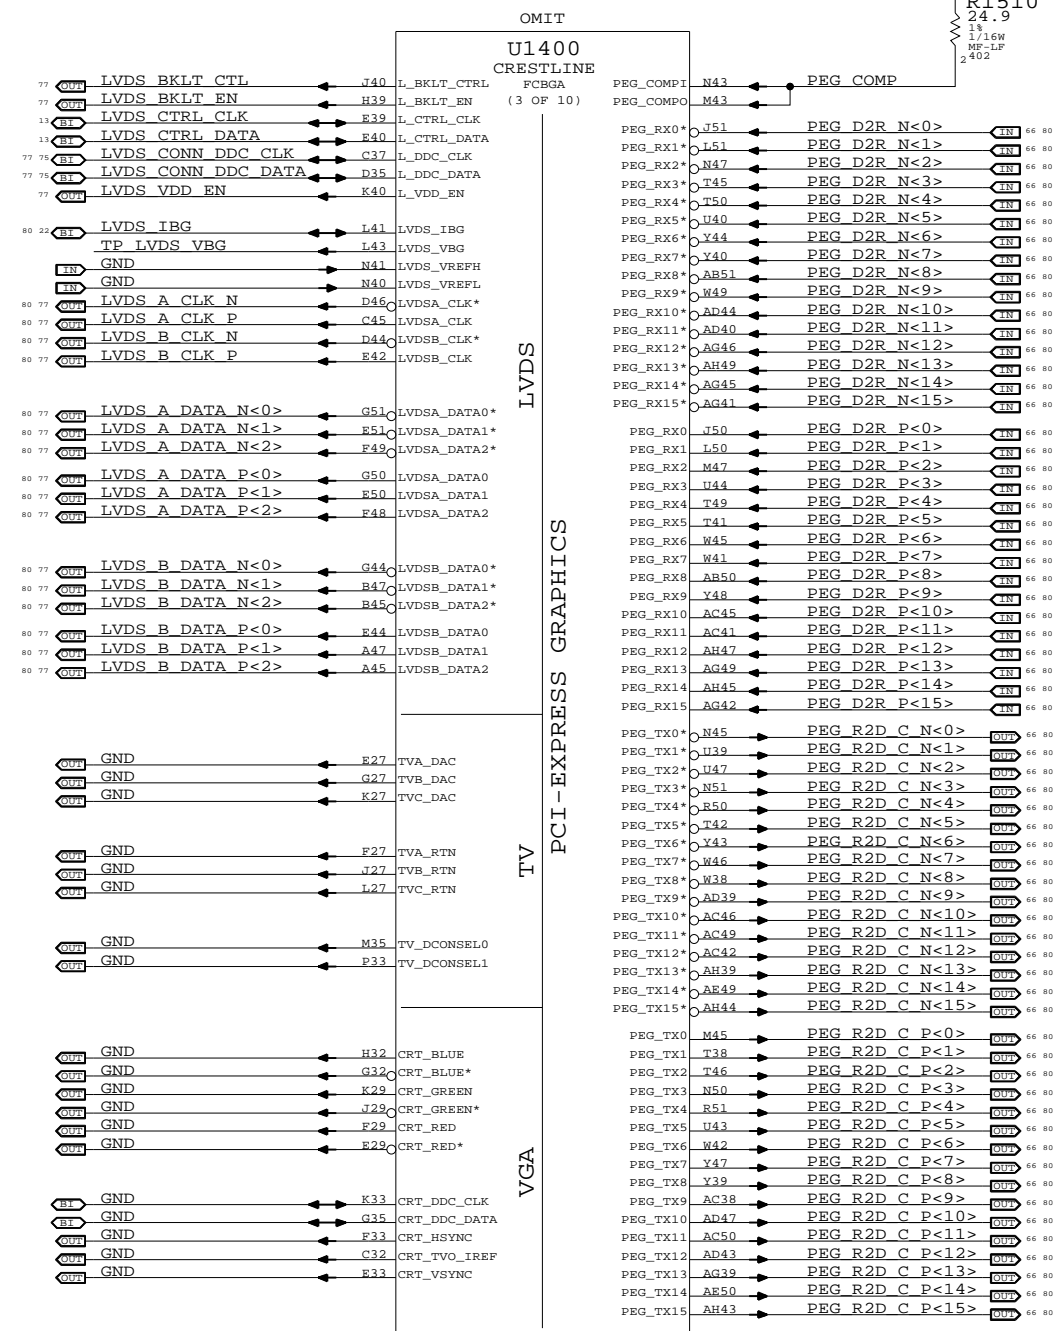 OMIT
R1510
24.9
1%
1/16W
MF-LF
2 402
U1400
CRESTLINE
FCBGA
(3 OF 10)
77 OUT LVDS_BKLT_CTL J40 L_BKLT_CTRL
77 OUT LVDS_BKLT_EN H39 L_BKLT_EN
13 BI LVDS_CTRL_CLK E39 L_CTRL_CLK
13 BI LVDS_CTRL_DATA E40 L_CTRL_DATA
77 75 BI LVDS_CONN_DDC_CLK C37 L_DDC_CLK
77 75 BI LVDS_CONN_DDC_DATA D35 L_DDC_DATA
77 OUT LVDS_VDD_EN K40 L_VDD_EN
80 22 BI LVDS_IBG L41 LVDS_IBG
TP_LVDS_VBG L43 LVDS_VBG
IN GND N41 LVDS_VREFH
IN GND N40 LVDS_VREFL
80 77 OUT LVDS_A_CLK_N D46 LVDSA_CLK*
80 77 OUT LVDS_A_CLK_P C45 LVDSA_CLK
80 77 OUT LVDS_B_CLK_N D44 LVDSB_CLK*
80 77 OUT LVDS_B_CLK_P E42 LVDSB_CLK
80 77 OUT LVDS_A_DATA_N<0> G51 LVDSA_DATA0*
80 77 OUT LVDS_A_DATA_N<1> E51 LVDSA_DATA1*
80 77 OUT LVDS_A_DATA_N<2> F49 LVDSA_DATA2*
80 77 OUT LVDS_A_DATA_P<0> G50 LVDSA_DATA0
80 77 OUT LVDS_A_DATA_P<1> E50 LVDSA_DATA1
80 77 OUT LVDS_A_DATA_P<2> F48 LVDSA_DATA2
80 77 OUT LVDS_B_DATA_N<0> G44 LVDSB_DATA0*
80 77 OUT LVDS_B_DATA_N<1> B47 LVDSB_DATA1*
80 77 OUT LVDS_B_DATA_N<2> B45 LVDSB_DATA2*
80 77 OUT LVDS_B_DATA_P<0> E44 LVDSB_DATA0
80 77 OUT LVDS_B_DATA_P<1> A47 LVDSB_DATA1
80 77 OUT LVDS_B_DATA_P<2> A45 LVDSB_DATA2
OUT GND E27 TVA_DAC
OUT GND G27 TVB_DAC
OUT GND K27 TVC_DAC
OUT GND F27 TVA_RTN
OUT GND J27 TVB_RTN
OUT GND L27 TVC_RTN
OUT GND M35 TV_DCONSEL0
OUT GND P33 TV_DCONSEL1
OUT GND H32 CRT_BLUE
OUT GND G32 CRT_BLUE*
OUT GND K29 CRT_GREEN
OUT GND J29 CRT_GREEN*
OUT GND F29 CRT_RED
OUT GND E29 CRT_RED*
BI GND K33 CRT_DDC_CLK
BI GND G35 CRT_DDC_DATA
OUT GND F33 CRT_HSYNC
OUT GND C32 CRT_TVO_IREF
OUT GND E33 CRT_VSYNC
LVDS
TV
VGA
PCI-EXPRESS GRAPHICS
PEG_COMPI N43 PEG_COMP
PEG_COMPO M43
PEG_RX0* J51 PEG_D2R_N<0> IN 66 80
PEG_RX1* L51 PEG_D2R_N<1> IN 66 80
PEG_RX2* N47 PEG_D2R_N<2> IN 66 80
PEG_RX3* T45 PEG_D2R_N<3> IN 66 80
PEG_RX4* T50 PEG_D2R_N<4> IN 66 80
PEG_RX5* U40 PEG_D2R_N<5> IN 66 80
PEG_RX6* Y44 PEG_D2R_N<6> IN 66 80
PEG_RX7* Y40 PEG_D2R_N<7> IN 66 80
PEG_RX8* AB51 PEG_D2R_N<8> IN 66 80
PEG_RX9* W49 PEG_D2R_N<9> IN 66 80
PEG_RX10* AD44 PEG_D2R_N<10> IN 66 80
PEG_RX11* AD40 PEG_D2R_N<11> IN 66 80
PEG_RX12* AG46 PEG_D2R_N<12> IN 66 80
PEG_RX13* AH49 PEG_D2R_N<13> IN 66 80
PEG_RX14* AG45 PEG_D2R_N<14> IN 66 80
PEG_RX15* AG41 PEG_D2R_N<15> IN 66 80
PEG_RX0 J50 PEG_D2R_P<0> IN 66 80
PEG_RX1 L50 PEG_D2R_P<1> IN 66 80
PEG_RX2 M47 PEG_D2R_P<2> IN 66 80
PEG_RX3 U44 PEG_D2R_P<3> IN 66 80
PEG_RX4 T49 PEG_D2R_P<4> IN 66 80
PEG_RX5 T41 PEG_D2R_P<5> IN 66 80
PEG_RX6 W45 PEG_D2R_P<6> IN 66 80
PEG_RX7 W41 PEG_D2R_P<7> IN 66 80
PEG_RX8 AB50 PEG_D2R_P<8> IN 66 80
PEG_RX9 Y48 PEG_D2R_P<9> IN 66 80
PEG_RX10 AC45 PEG_D2R_P<10> IN 66 80
PEG_RX11 AC41 PEG_D2R_P<11> IN 66 80
PEG_RX12 AH47 PEG_D2R_P<12> IN 66 80
PEG_RX13 AG49 PEG_D2R_P<13> IN 66 80
PEG_RX14 AH45 PEG_D2R_P<14> IN 66 80
PEG_RX15 AG42 PEG_D2R_P<15> IN 66 80
PEG_TX0* N45 PEG_R2D_C_N<0> OUT 66 80
PEG_TX1* U39 PEG_R2D_C_N<1> OUT 66 80
PEG_TX2* U47 PEG_R2D_C_N<2> OUT 66 80
PEG_TX3* N51 PEG_R2D_C_N<3> OUT 66 80
PEG_TX4* R50 PEG_R2D_C_N<4> OUT 66 80
PEG_TX5* T42 PEG_R2D_C_N<5> OUT 66 80
PEG_TX6* Y43 PEG_R2D_C_N<6> OUT 66 80
PEG_TX7* W46 PEG_R2D_C_N<7> OUT 66 80
PEG_TX8* W38 PEG_R2D_C_N<8> OUT 66 80
PEG_TX9* AD39 PEG_R2D_C_N<9> OUT 66 80
PEG_TX10* AC46 PEG_R2D_C_N<10> OUT 66 80
PEG_TX11* AC49 PEG_R2D_C_N<11> OUT 66 80
PEG_TX12* AC42 PEG_R2D_C_N<12> OUT 66 80
PEG_TX13* AH39 PEG_R2D_C_N<13> OUT 66 80
PEG_TX14* AE49 PEG_R2D_C_N<14> OUT 66 80
PEG_TX15* AH44 PEG_R2D_C_N<15> OUT 66 80
PEG_TX0 M45 PEG_R2D_C_P<0> OUT 66 80
PEG_TX1 T38 PEG_R2D_C_P<1> OUT 66 80
PEG_TX2 T46 PEG_R2D_C_P<2> OUT 66 80
PEG_TX3 N50 PEG_R2D_C_P<3> OUT 66 80
PEG_TX4 R51 PEG_R2D_C_P<4> OUT 66 80
PEG_TX5 U43 PEG_R2D_C_P<5> OUT 66 80
PEG_TX6 W42 PEG_R2D_C_P<6> OUT 66 80
PEG_TX7 Y47 PEG_R2D_C_P<7> OUT 66 80
PEG_TX8 Y39 PEG_R2D_C_P<8> OUT 66 80
PEG_TX9 AC38 PEG_R2D_C_P<9> OUT 66 80
PEG_TX10 AD47 PEG_R2D_C_P<10> OUT 66 80
PEG_TX11 AC50 PEG_R2D_C_P<11> OUT 66 80
PEG_TX12 AD43 PEG_R2D_C_P<12> OUT 66 80
PEG_TX13 AG39 PEG_R2D_C_P<13> OUT 66 80
PEG_TX14 AE50 PEG_R2D_C_P<14> OUT 66 80
PEG_TX15 AH43 PEG_R2D_C_P<15> OUT 66 80